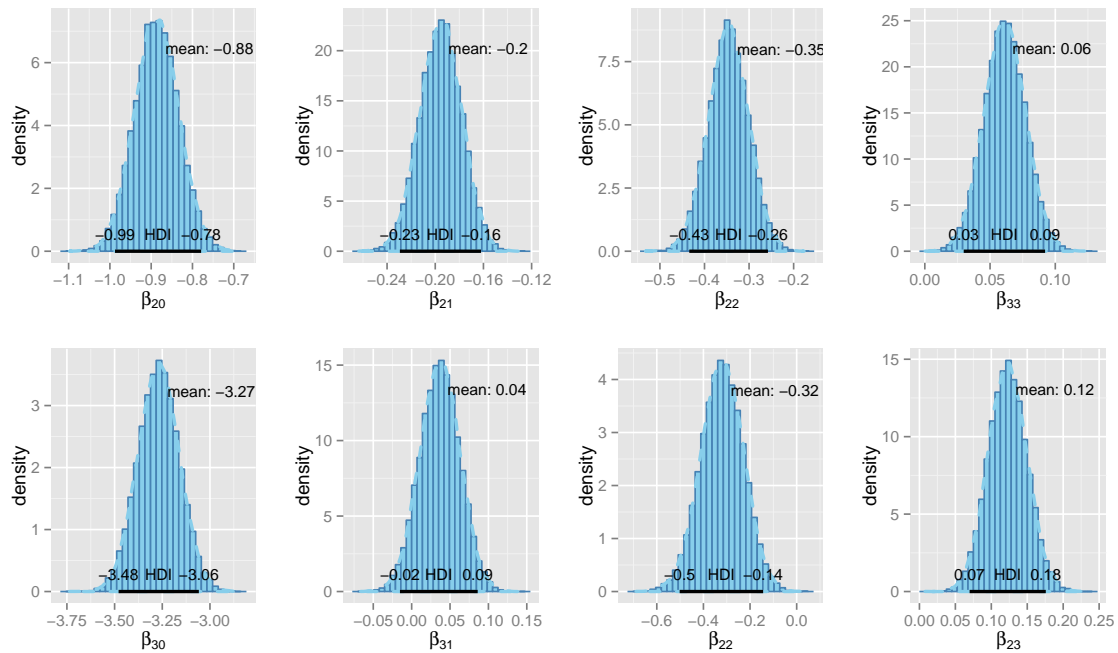 density
6
4
2
0
mean: −0.88
−0.99 HDI −0.78
−1.1 −1.0 −0.9 −0.8 −0.7
β20
density
20
15
10
5
0
mean: −0.2
−0.23 HDI −0.16
−0.24 −0.20 −0.16 −0.12
β21
density
7.5
5.0
2.5
0.0
mean: −0.35
−0.43 HDI −0.26
−0.5 −0.4 −0.3 −0.2
β22
density
25
20
15
10
5
0
mean: 0.06
0.03 HDI 0.09
0.00 0.05 0.10
β33
density
3
2
1
0
mean: −3.27
−3.48 HDI −3.06
−3.75 −3.50 −3.25 −3.00
β30
density
15
10
5
0
mean: 0.04
−0.02 HDI 0.09
−0.05 0.00 0.05 0.10 0.15
β31
density
4
3
2
1
0
mean: −0.32
−0.5 HDI −0.14
−0.6 −0.4 −0.2 0.0
β22
density
15
10
5
0
mean: 0.12
0.07 HDI 0.18
0.00 0.05 0.10 0.15 0.20 0.25
β23